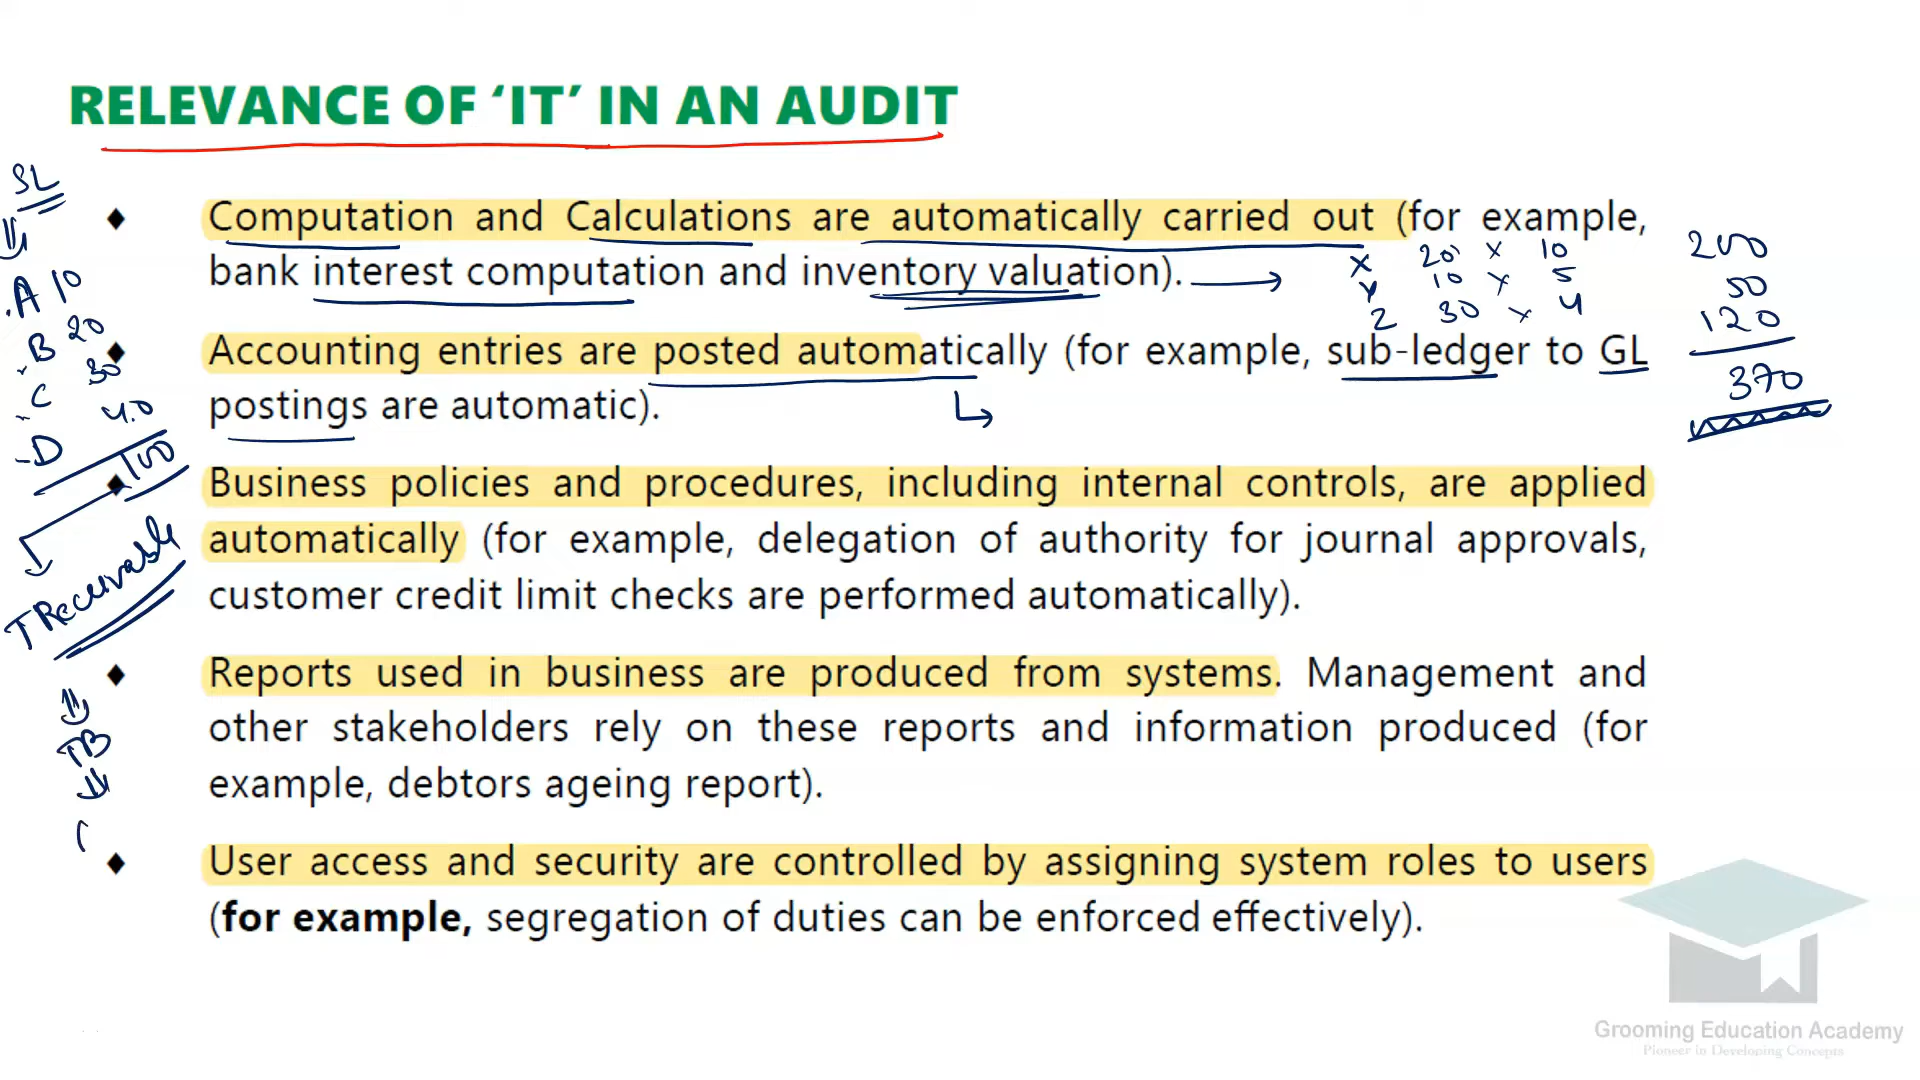 RELEVANCE OF ‘IT’ IN AN AUDIT
SL
♦ Computation and Calculations are automatically carried out (for example,
bank interest computation and inventory valuation).
X 20 x 10 200
Y 10 x 5 50
Z 30 x 4 120
370
A 10
B 20
C 30
D 40
100
♦ Accounting entries are posted automatically (for example, sub-ledger to GL
postings are automatic).
♦ Business policies and procedures, including internal controls, are applied
automatically (for example, delegation of authority for journal approvals,
customer credit limit checks are performed automatically).
T Receivable
♦ Reports used in business are produced from systems. Management and
other stakeholders rely on these reports and information produced (for
example, debtors ageing report).
TB
♦ User access and security are controlled by assigning system roles to users
(for example, segregation of duties can be enforced effectively).
Grooming Education Academy
Pioneer in Developing Concepts